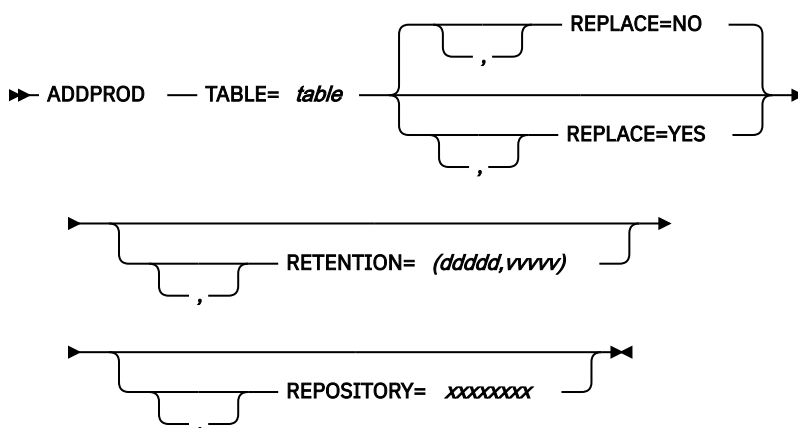 REPLACE=NO
,
ADDPROD TABLE= table
REPLACE=YES
,
RETENTION= (ddddd,vvvvv)
,
REPOSITORY= xxxxxxxx
,